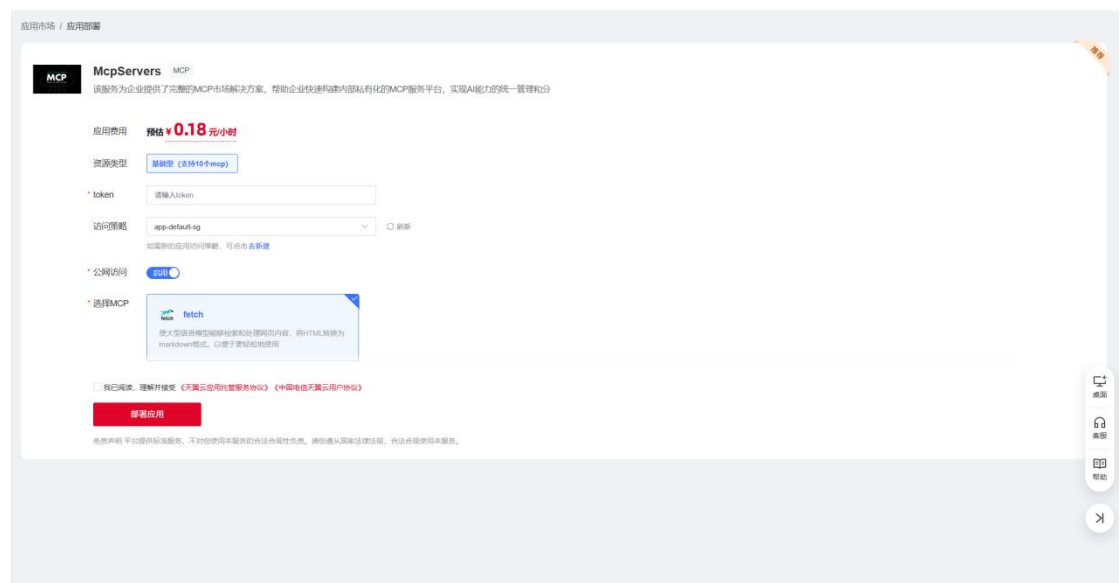 应用市场 / 应用部署
推荐
MCP
McpServers MCP
该服务为企业提供了完整的MCP市场解决方案，帮助企业快速构建内部私有化的MCP服务平台，实现AI能力的统一管理和分
应用费用 预估 ¥ 0.18 元/小时
资源类型 基础型（支持10个mcp）
* token 请输入token
访问策略 app-default-sg 刷新
如需新的应用访问策略，可点击去新建
* 公网访问 启用
* 选择MCP
fetch fetch
使大型语言模型能够检索和处理网页内容，将HTML转换为
markdown格式，以便于更轻松地使用
我已阅读，理解并接受《天翼云应用托管服务协议》《中国电信天翼云用户协议》
部署应用
免责声明 平台提供标准服务，不对您使用本服务的合法合规性负责。请您遵从国家法律法规，合法合规使用本服务。
桌面
客服
帮助